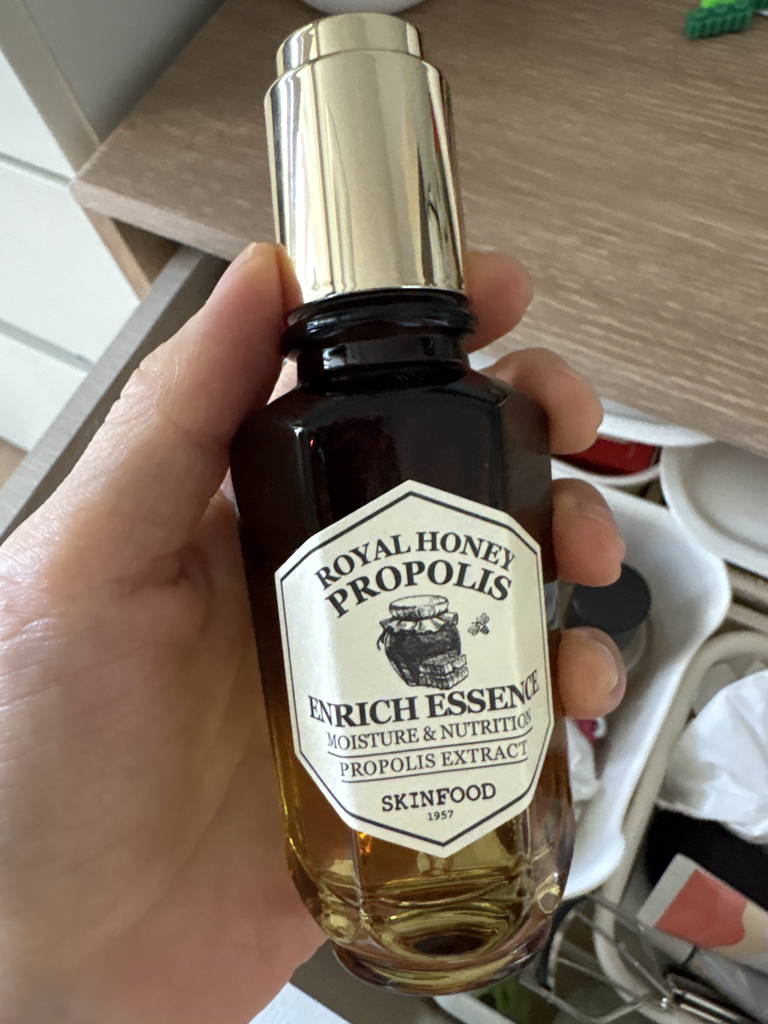 ROYAL HONEY
PROPOLIS
ENRICH ESSENCE
MOISTURE & NUTRITION
PROPOLIS EXTRACT
SKINFOOD
1957